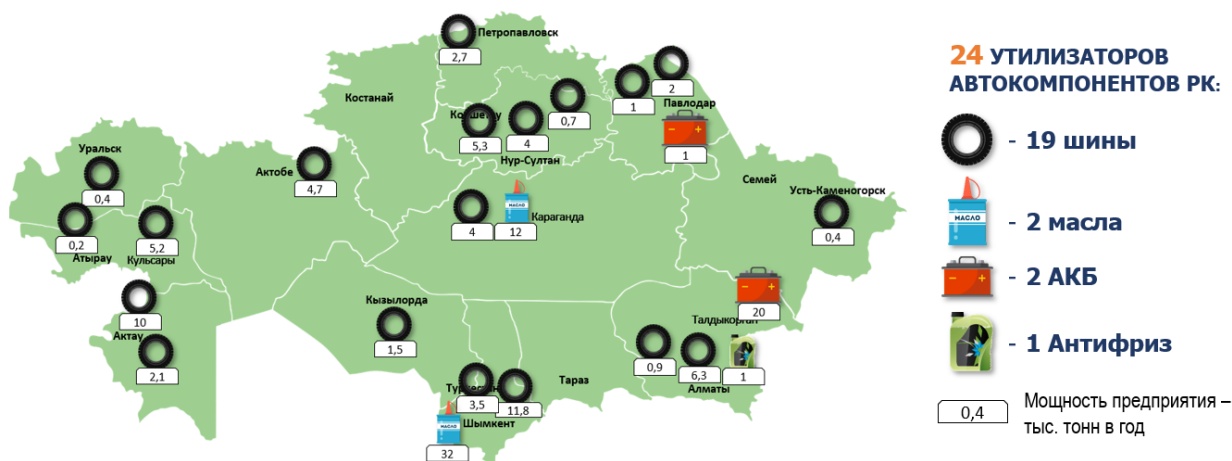 Петропавловск
2,7
Костанай
2
1
Павлодар
1
0,7
5,3
4
Нур-Султан
Уральск
0,4
Актобе
4,7
Семей
Усть-Каменогорск
0,4
МАСЛО
Караганда
4
12
0,2
5,2
Атырау
Кульсары
10
Актау
2,1
Кызылорда
1,5
20
Талдыкорган
0,9
6,3
1
Алматы
Тараз
3,5
11,8
МАСЛО
Шымкент
32
24 УТИЛИЗАТОРОВ
АВТОКОМПОНЕНТОВ РК:
- 19 шины
МАСЛО
- 2 масла
- 2 АКБ
- 1 Антифриз
0,4
Мощность предприятия –
тыс. тонн в год